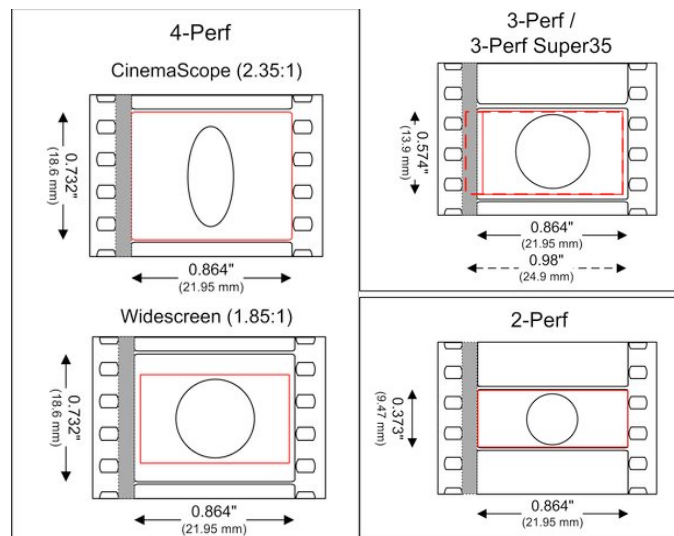 4-Perf
CinemaScope (2.35:1)
0.732"
(18.6 mm)
0.864"
(21.95 mm)
Widescreen (1.85:1)
0.732"
(18.6 mm)
0.864"
(21.95 mm)
3-Perf /
3-Perf Super35
0.574"
(13.9 mm)
0.864"
(21.95 mm)
0.98"
(24.9 mm)
2-Perf
0.373"
(9.47 mm)
0.864"
(21.95 mm)